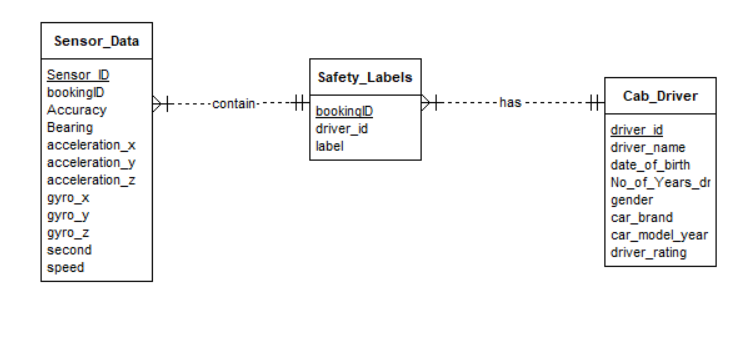 Sensor_Data
Sensor_ID
bookingID
Accuracy
Bearing
acceleration_x
acceleration_y
acceleration_z
gyro_x
gyro_y
gyro_z
second
speed
contain
Safety_Labels
bookingID
driver_id
label
has
Cab_Driver
driver_id
driver_name
date_of_birth
No_of_Years_dr
gender
car_brand
car_model_year
driver_rating